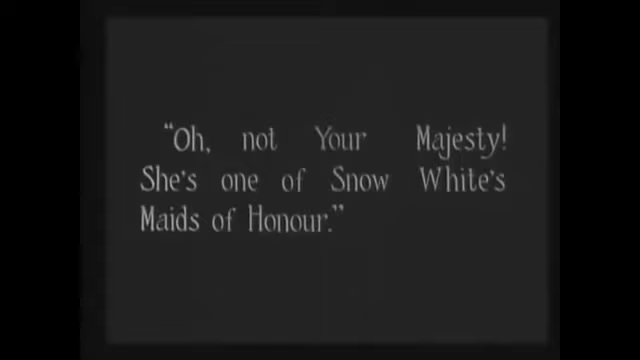 “Oh, not Your Majesty!
She's one of Snow White's
Maids of Honour.”